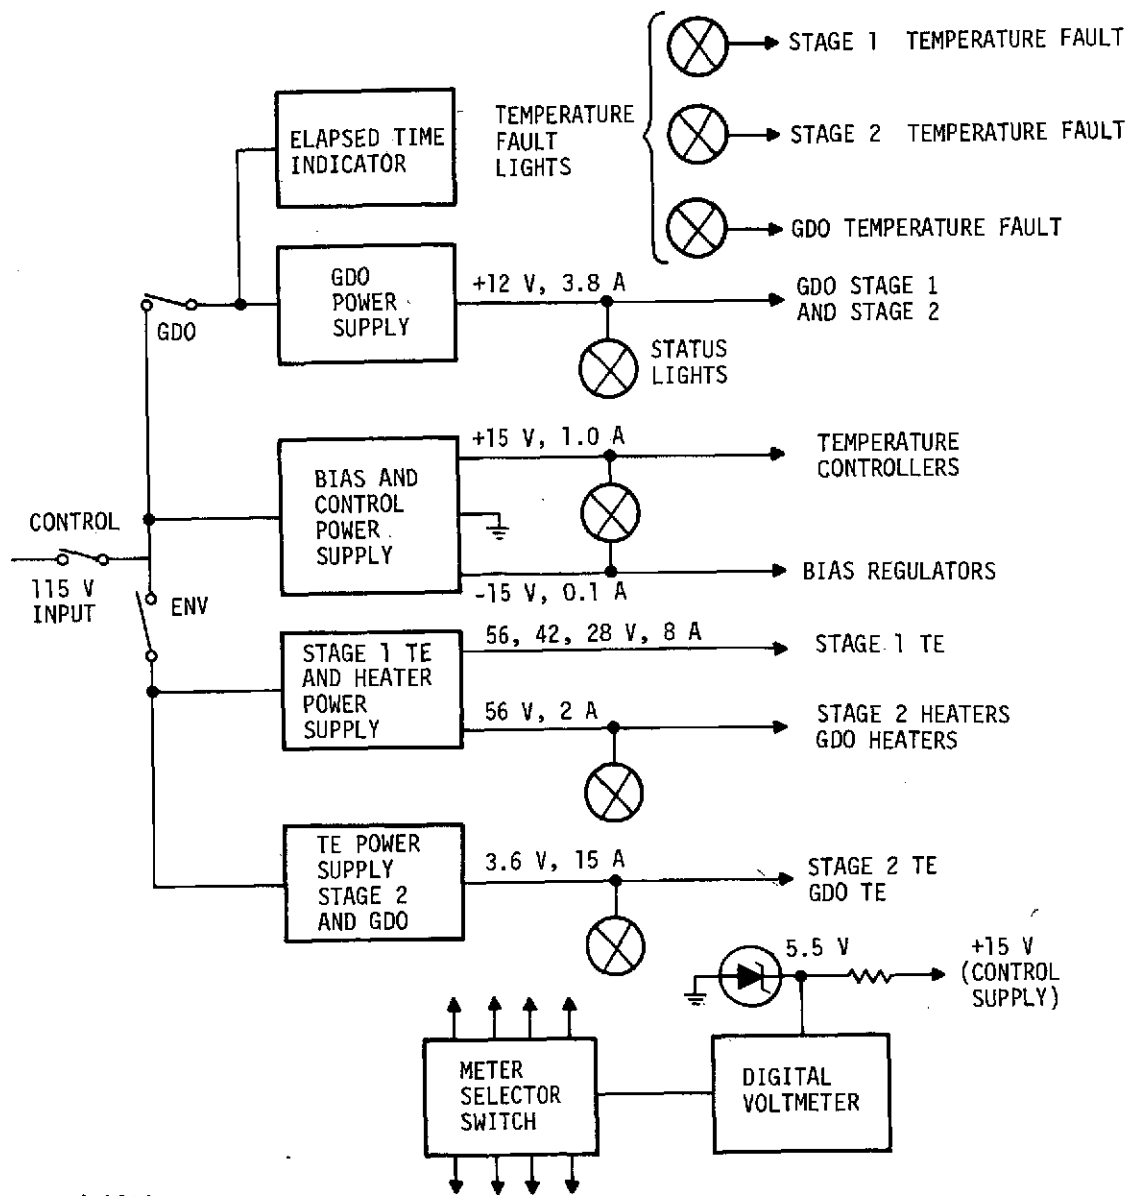 STAGE 1 TEMPERATURE FAULT
TEMPERATURE
FAULT
LIGHTS
STAGE 2 TEMPERATURE FAULT
GDO TEMPERATURE FAULT
ELAPSED TIME
INDICATOR
GDO
POWER
SUPPLY
+12 V, 3.8 A
GDO STAGE 1
AND STAGE 2
GDO
STATUS
LIGHTS
+15 V, 1.0 A
TEMPERATURE
CONTROLLERS
BIAS AND
CONTROL
POWER
SUPPLY
CONTROL
115 V
INPUT
-15 V, 0.1 A
BIAS REGULATORS
ENV
STAGE 1 TE
AND HEATER
POWER
SUPPLY
56, 42, 28 V, 8 A
STAGE 1 TE
56 V, 2 A
STAGE 2 HEATERS
GDO HEATERS
TE POWER
SUPPLY
STAGE 2
AND GDO
3.6 V, 15 A
STAGE 2 TE
GDO TE
5.5 V
+15 V
(CONTROL
SUPPLY)
METER
SELECTOR
SWITCH
DIGITAL
VOLTMETER